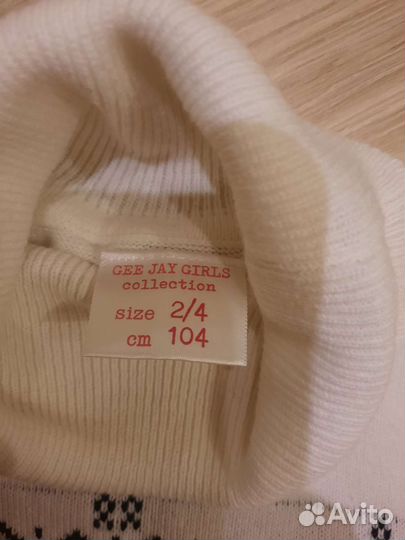 GEE JAY GIRLS
collection
size 2/4
cm 104
Avito